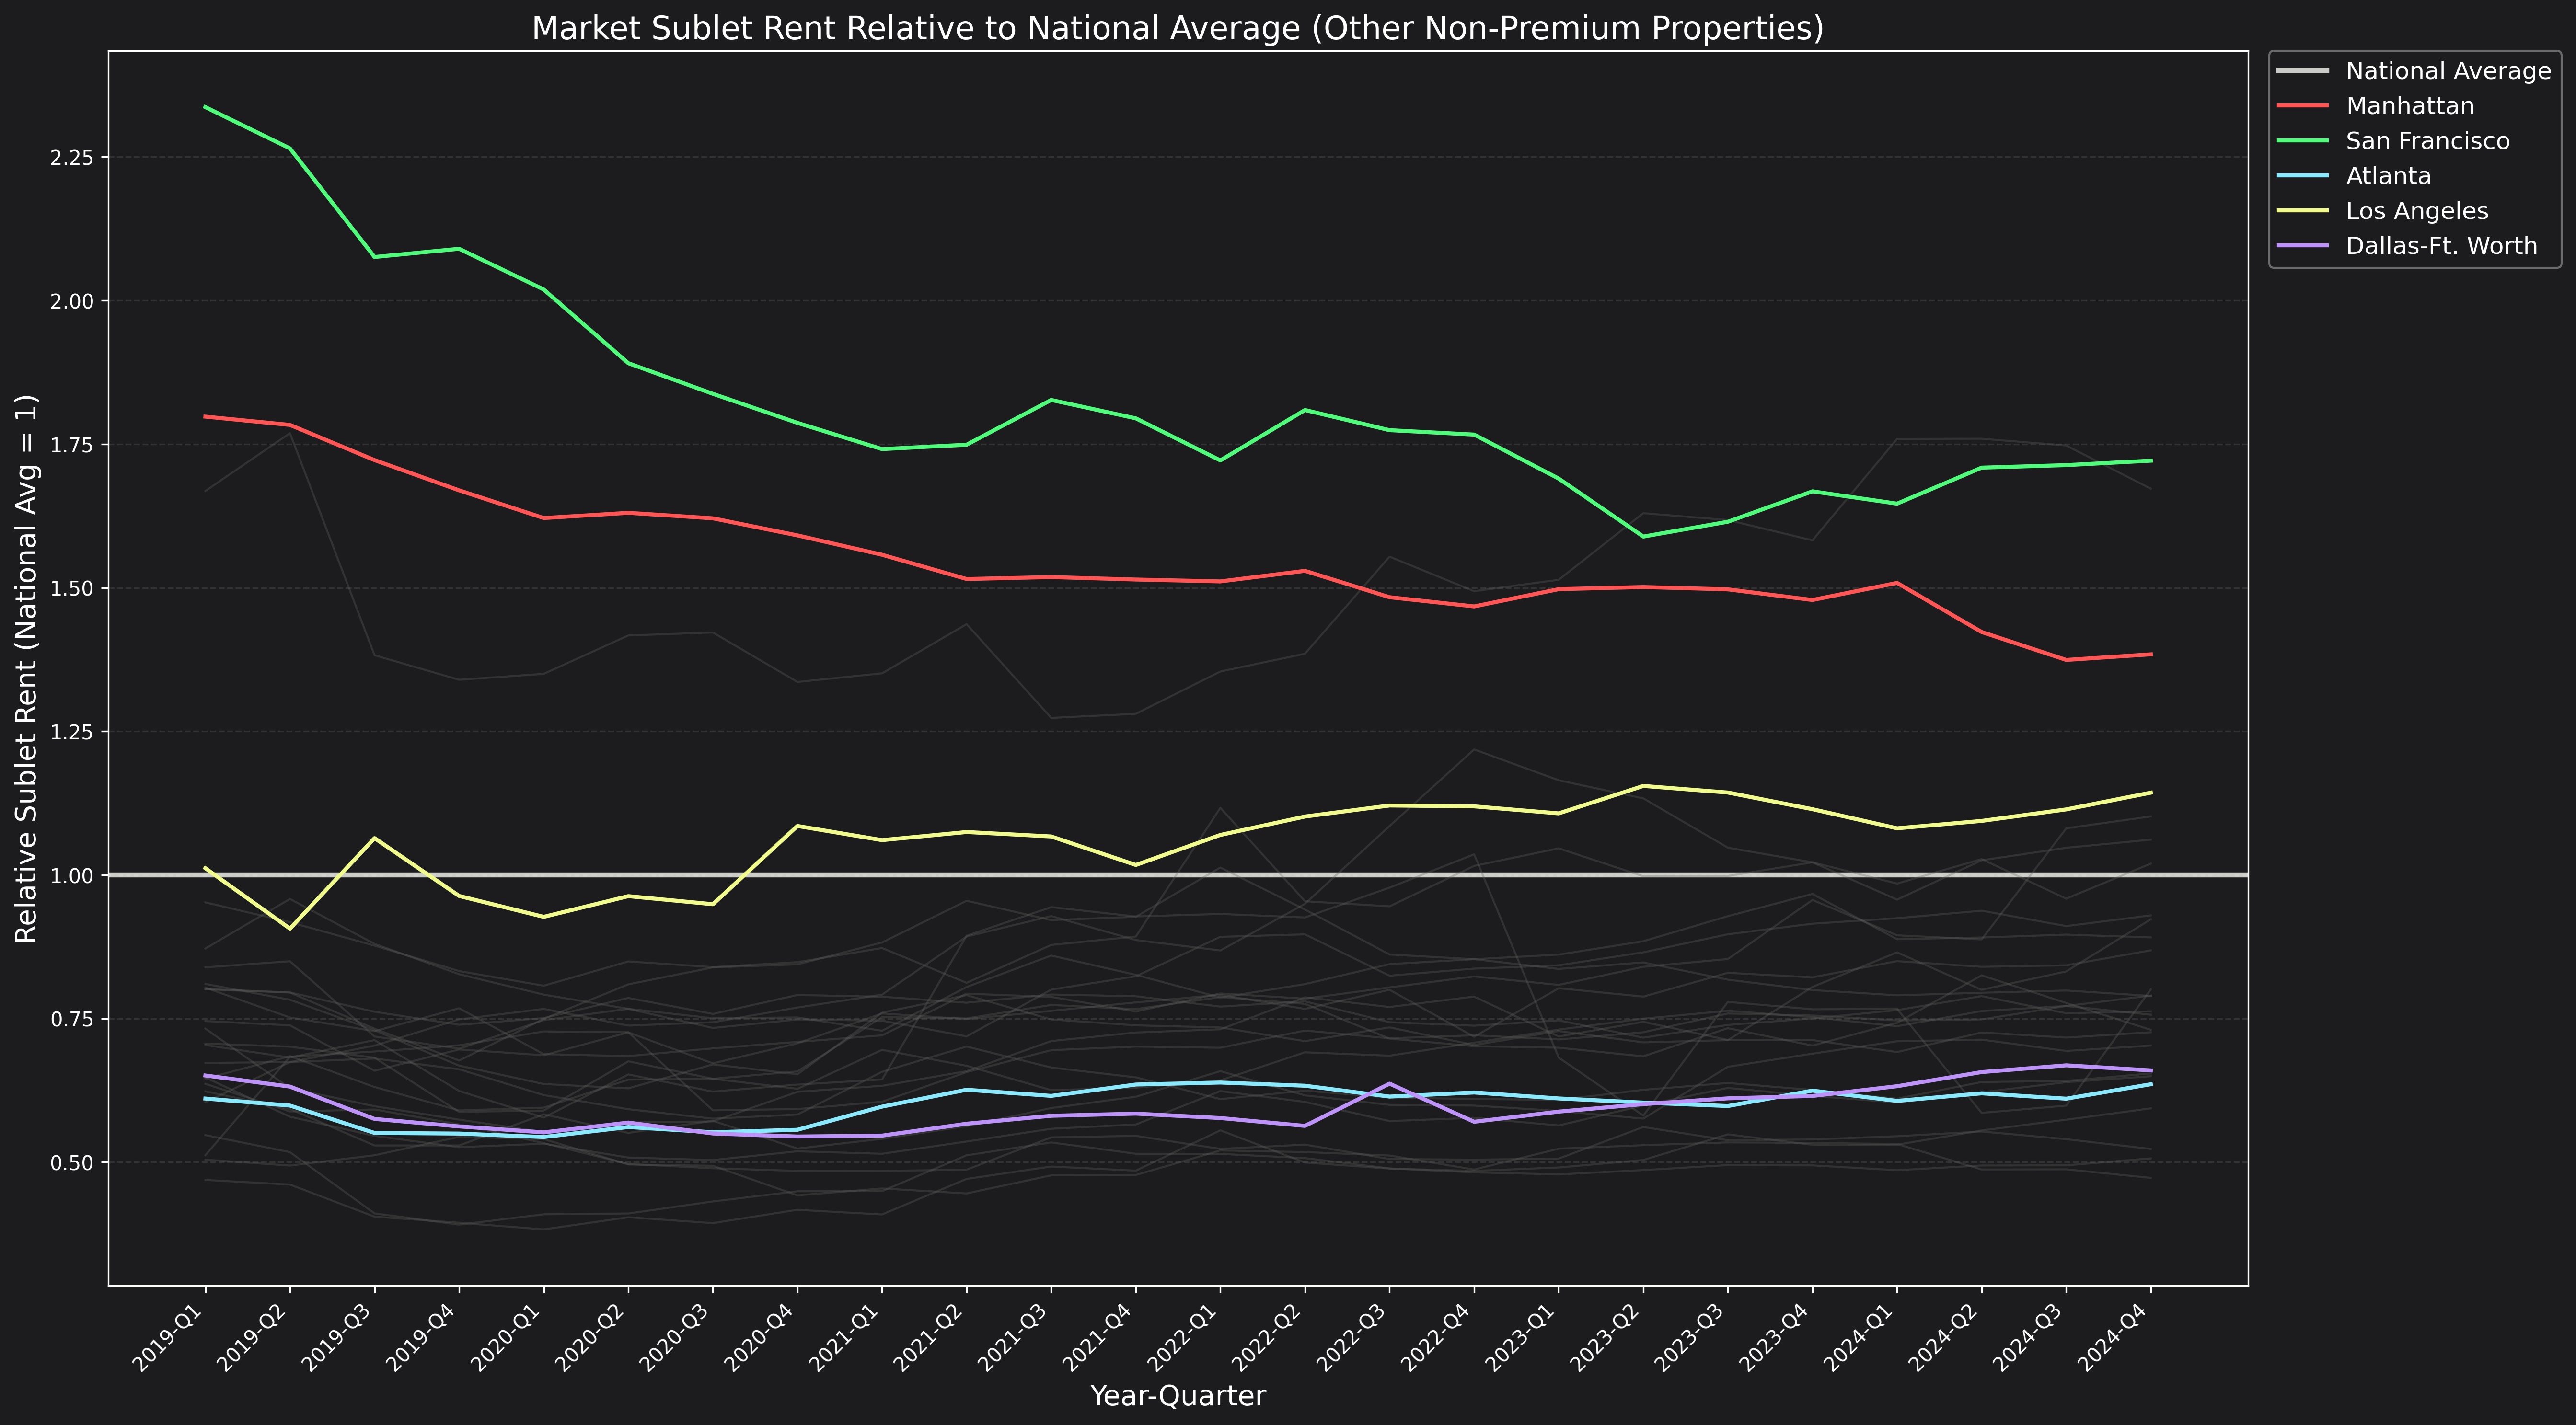 Market Sublet Rent Relative to National Average (Other Non-Premium Properties)
National Average
Manhattan
San Francisco
Atlanta
Los Angeles
Dallas-Ft. Worth
Relative Sublet Rent (National Avg = 1)
2.25
2.00
1.75
1.50
1.25
1.00
0.75
0.50
2019-Q1
2019-Q2
2019-Q3
2019-Q4
2020-Q1
2020-Q2
2020-Q3
2020-Q4
2021-Q1
2021-Q2
2021-Q3
2021-Q4
2022-Q1
2022-Q2
2022-Q3
2022-Q4
2023-Q1
2023-Q2
2023-Q3
2023-Q4
2024-Q1
2024-Q2
2024-Q3
2024-Q4
Year-Quarter